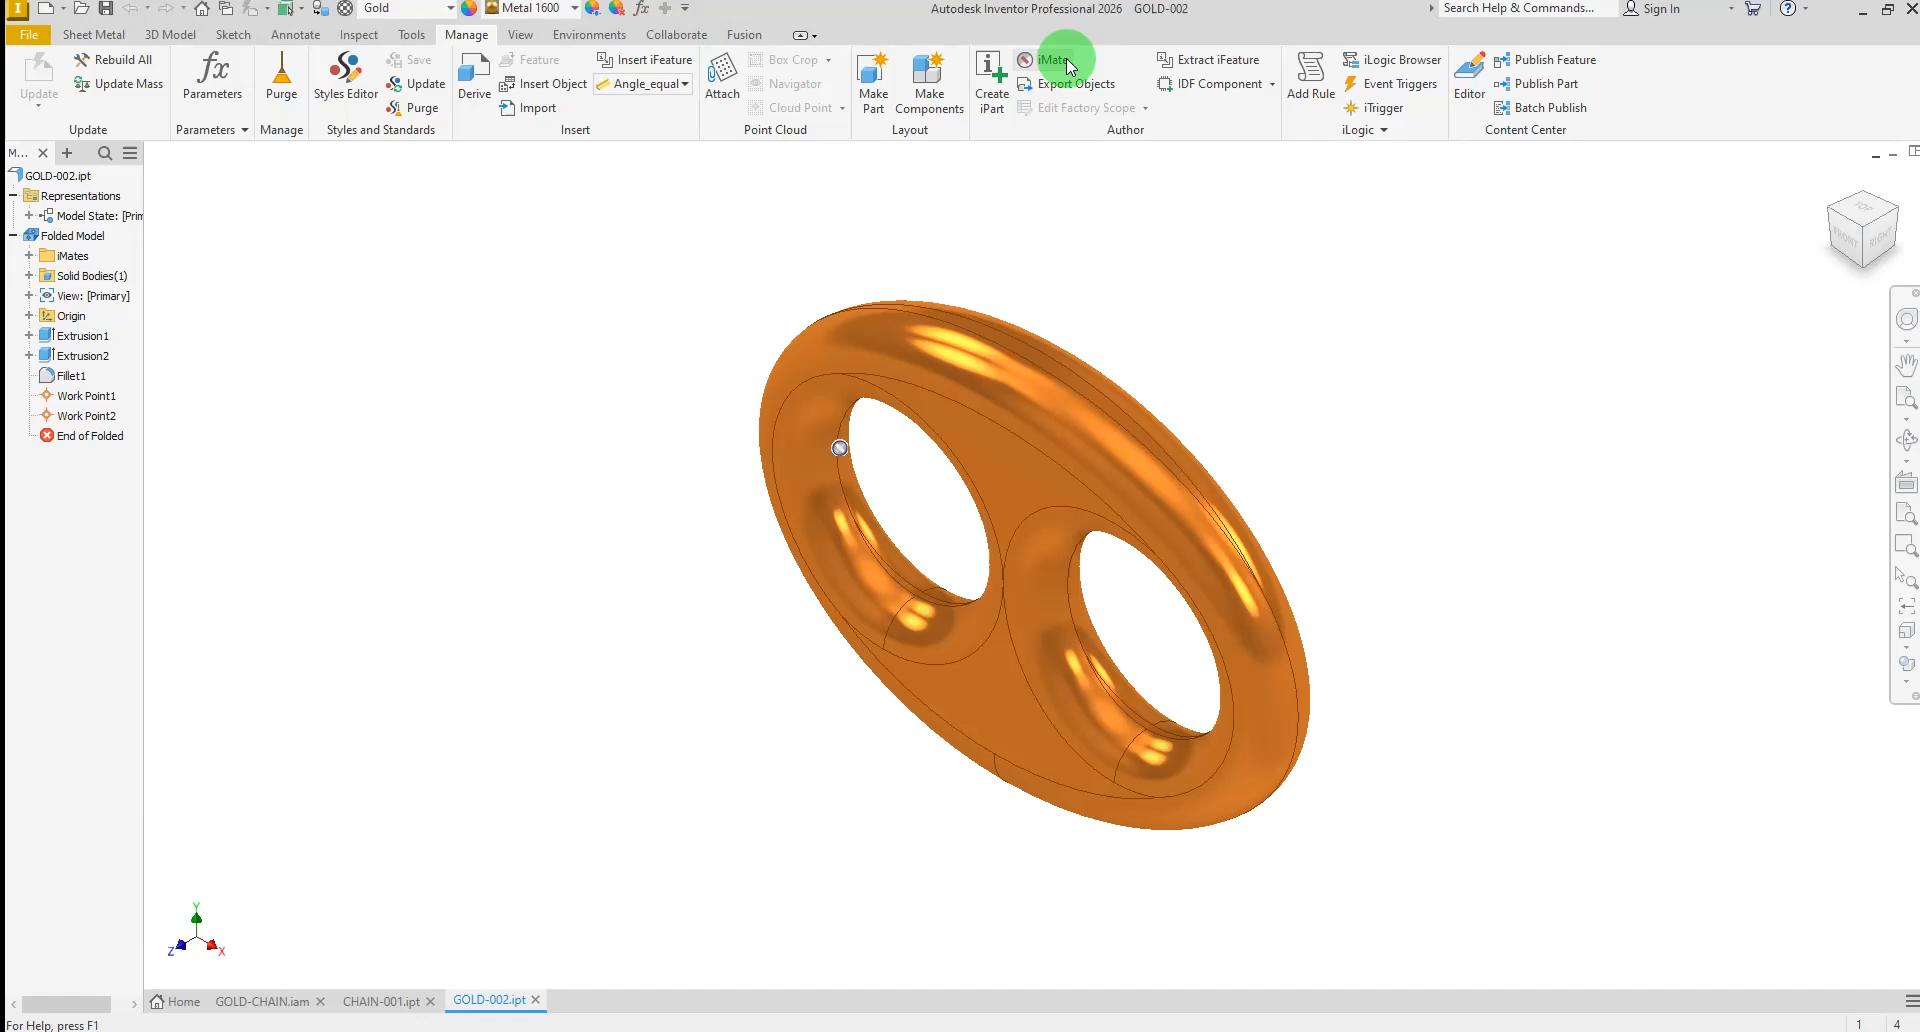 Gold Metal 1600 Autodesk Inventor Professional 2026 GOLD-002 Search Help & Commands... Sign In
File Sheet Metal 3D Model Sketch Annotate Inspect Tools Manage View Environments Collaborate Fusion
Update
Rebuild All
Update Mass
Update
Parameters
Parameters
Purge
Manage
Styles Editor
Save
Update
Purge
Styles and Standards
Derive
Feature
Insert Object
Import
Insert iFeature
Angle_equal
Insert
Attach
Box Crop
Navigator
Cloud Point
Point Cloud
Make Part
Make Components
Layout
Create iPart
iMate
Export Objects
Edit Factory Scope
Extract iFeature
IDF Component
Author
Add Rule
iLogic Browser
Event Triggers
iTrigger
iLogic
Editor
Publish Feature
Publish Part
Batch Publish
Content Center
M...
GOLD-002.ipt
Representations
Model State: [Prim
Folded Model
iMates
Solid Bodies(1)
View: [Primary]
Origin
Extrusion1
Extrusion2
Fillet1
Work Point1
Work Point2
End of Folded
TOP
FRONT RIGHT
Y
Z X
Home GOLD-CHAIN.iam CHAIN-001.ipt GOLD-002.ipt
For Help, press F1 1 4